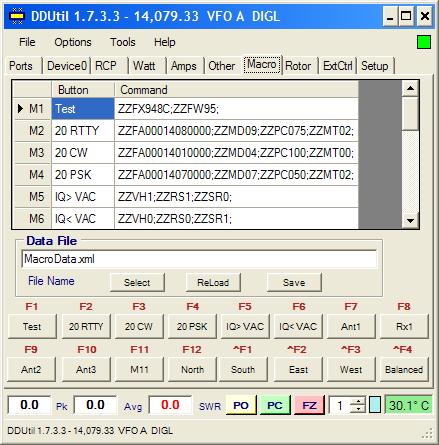 DDUtil 1.7.3.3 - 14,079.33 VFO A DIGL
File Options Tools Help
Ports Device0 RCP Watt Amps Other Macro Rotor ExtCtrl Setup
Button Command
M1 Test ZZFX948C;ZZFW95;
M2 20 RTTY ZZFA00014080000;ZZMD09;ZZPC075;ZZMT02;
M3 20 CW ZZFA00014010000;ZZMD04;ZZPC100;ZZMT00;
M4 20 PSK ZZFA00014070000;ZZMD07;ZZPC050;ZZMT02;
M5 IQ> VAC ZZVH1;ZZRS1;ZZSR0;
M6 IQ< VAC ZZVH0;ZZRS0;ZZSR1;
Data File
MacroData.xml
File Name Select ReLoad Save
F1 F2 F3 F4 F5 F6 F7 F8
Test 20 RTTY 20 CW 20 PSK IQ> VAC IQ< VAC Ant1 Rx1
F9 F10 F11 F12 ^F1 ^F2 ^F3 ^F4
Ant2 Ant3 M11 North South East West Balanced
0.0 Pk 0.0 Avg 0.0 SWR PO PC FZ 1 30.1° C
DDUtil 1.7.3.3 - 14,079.33 VFO A DIGL